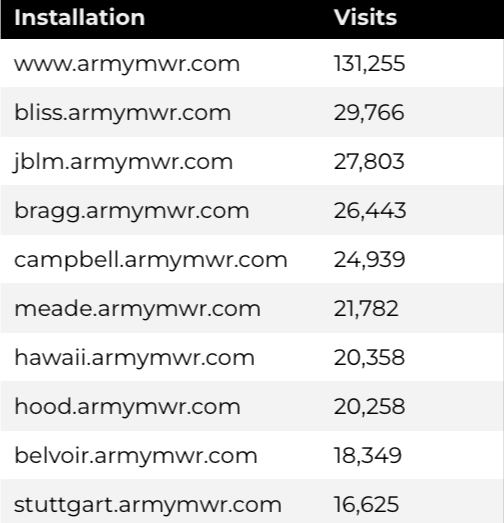 Installation Visits
www.armymwr.com 131,255
bliss.armymwr.com 29,766
jblm.armymwr.com 27,803
bragg.armymwr.com 26,443
campbell.armymwr.com 24,939
meade.armymwr.com 21,782
hawaii.armymwr.com 20,358
hood.armymwr.com 20,258
belvoir.armymwr.com 18,349
stuttgart.armymwr.com 16,625